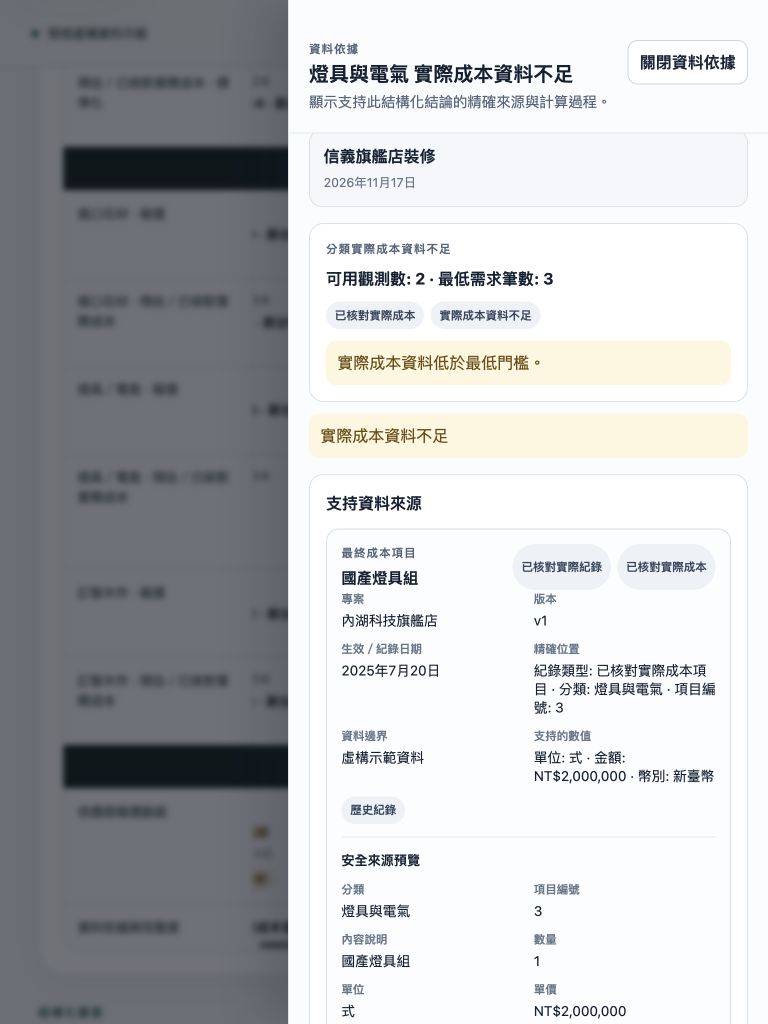 資料依據
燈具與電氣 實際成本資料不足
顯示支持此結構化結論的精確來源與計算過程。
關閉資料依據
信義旗艦店裝修
2026年11月17日
分類實際成本資料不足
可用觀測數: 2 · 最低需求筆數: 3
已核對實際成本
實際成本資料不足
實際成本資料低於最低門檻。
實際成本資料不足
支持資料來源
最終成本項目
國產燈具組
已核對實際紀錄
已核對實際成本
專案
內湖科技旗艦店
版本
v1
生效 / 紀錄日期
2025年7月20日
精確位置
紀錄類型: 已核對實際成本項
目 · 分類: 燈具與電氣 · 項目編
號: 3
資料邊界
虛構示範資料
支持的數值
單位: 式 · 金額:
NT$2,000,000 · 幣別: 新臺幣
歷史紀錄
安全來源預覽
分類
燈具與電氣
項目編號
3
內容說明
國產燈具組
數量
1
單位
式
單價
NT$2,000,000